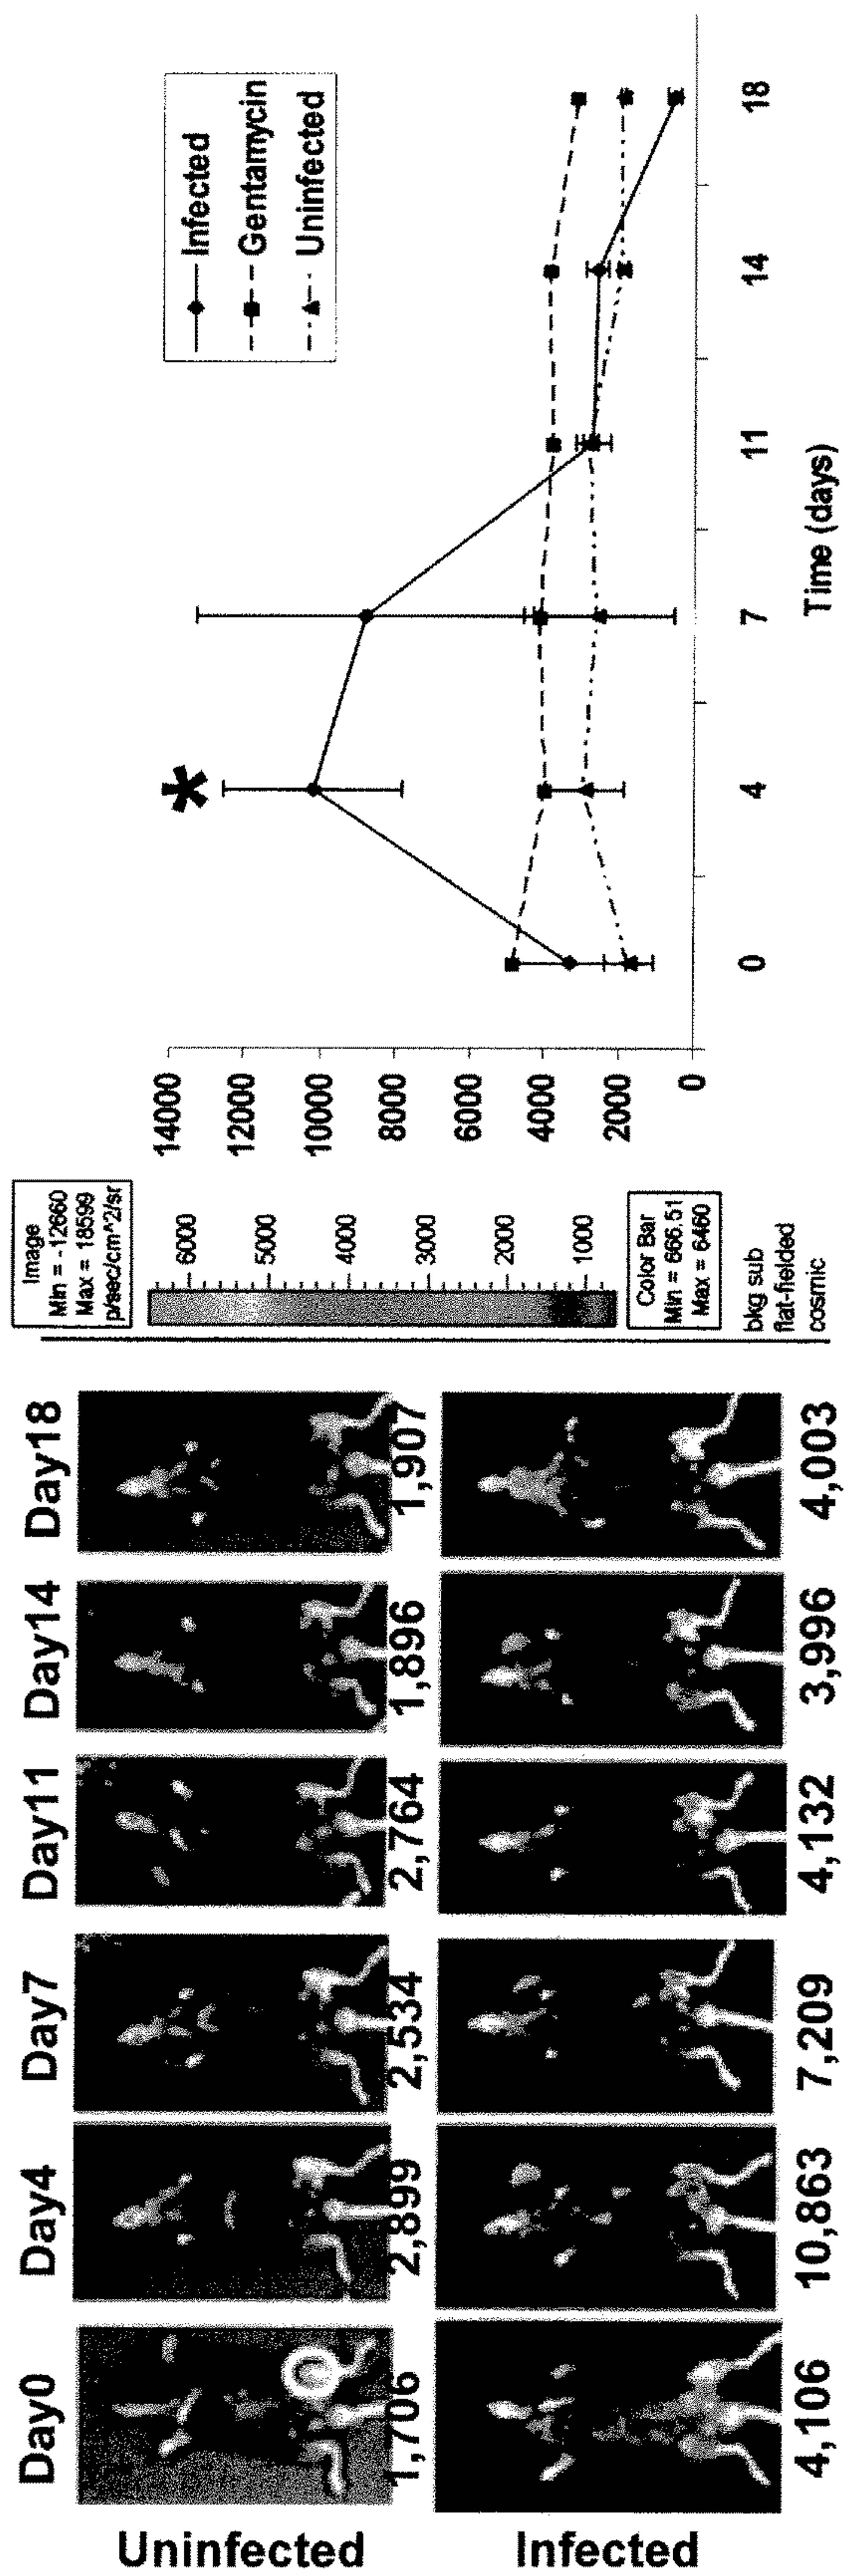 Day0 Day4 Day7 Day11 Day14 Day18
Uninfected
1,706 2,899 2,534 2,764 1,896 1,907
Infected
4,106 10,863 7,209 4,132 3,996 4,003
Image
Min = -12660
Max = 18599
p/sec/cm^2/sr
6000
5000
4000
3000
2000
1000
Color Bar
Min = 666.51
Max = 6460
bkg sub
flat-fielded
cosmic
14000
12000
10000
8000
6000
4000
2000
0
*
Infected
Gentamycin
Uninfected
0 4 7 11 14 18
Time (days)